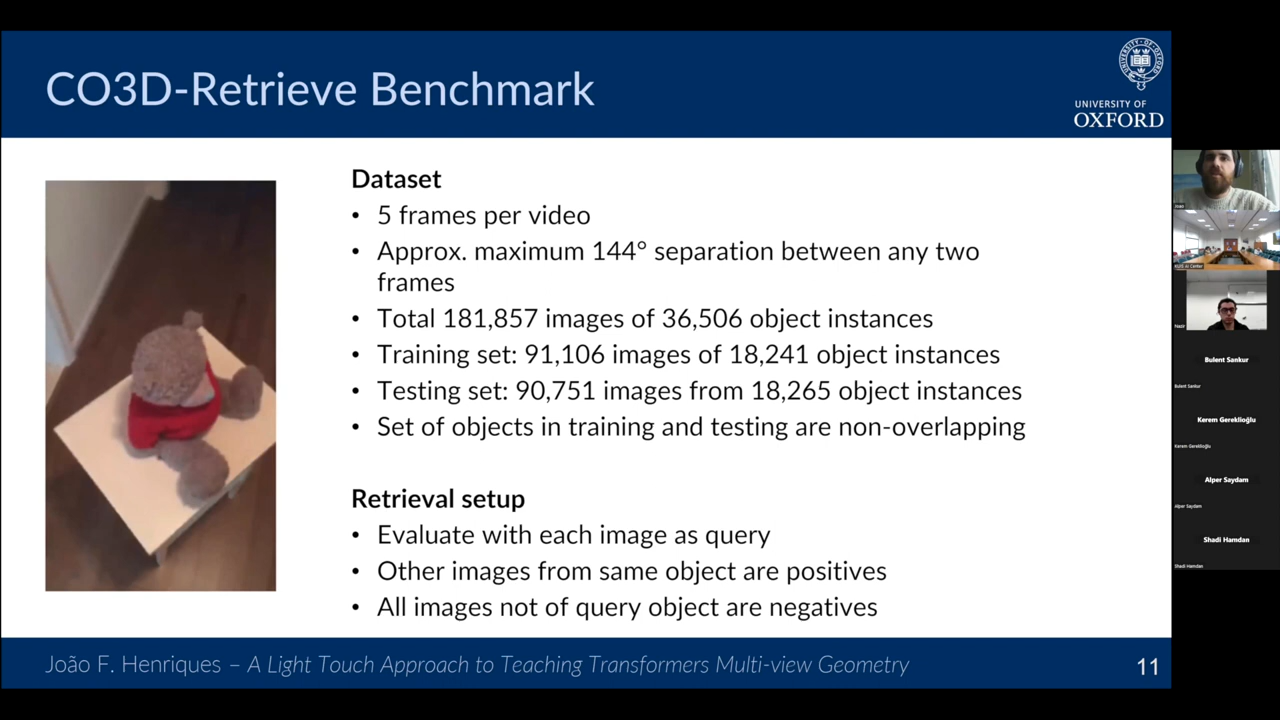 CO3D-Retrieve Benchmark
UNIVERSITY OF
OXFORD
Dataset
• 5 frames per video
• Approx. maximum 144° separation between any two
frames
• Total 181,857 images of 36,506 object instances
• Training set: 91,106 images of 18,241 object instances
• Testing set: 90,751 images from 18,265 object instances
• Set of objects in training and testing are non-overlapping
Retrieval setup
• Evaluate with each image as query
• Other images from same object are positives
• All images not of query object are negatives
João F. Henriques – A Light Touch Approach to Teaching Transformers Multi-view Geometry
11
Joao
KUIS AI Center
Nazir
Bulent Sankur
Bulent Sankur
Kerem Gereklioğlu
Kerem Gereklioğlu
Alper Saydam
Alper Saydam
Shadi Hamdan
Shadi Hamdan